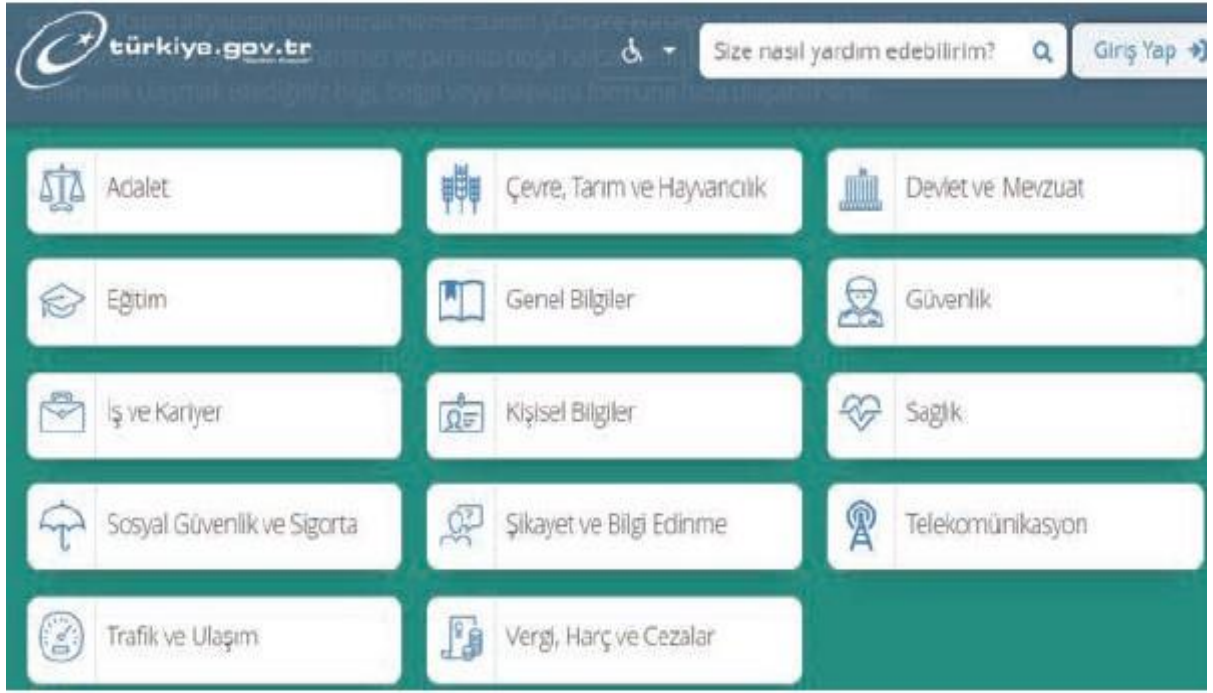 türkiye.gov.tr
Size nasıl yardım edebilirim?
Giriş Yap
Adalet
Çevre, Tarım ve Hayvancılık
Devlet ve Mevzuat
Eğitim
Genel Bilgiler
Güvenlik
İş ve Kariyer
Kişisel Bilgiler
Sağlık
Sosyal Güvenlik ve Sigorta
Şikayet ve Bilgi Edinme
Telekomünikasyon
Trafik ve Ulaşım
Vergi, Harç ve Cezalar